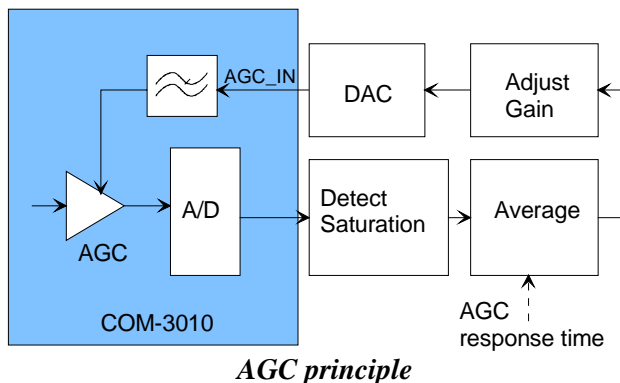 AGC_IN
DAC
Adjust
Gain
A/D
Detect
Saturation
Average
AGC
COM-3010
AGC
response time
AGC principle